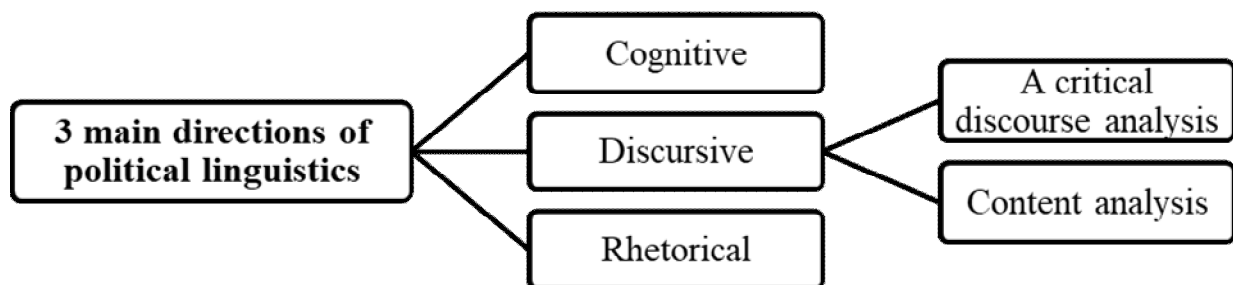 3 main directions of
political linguistics
Cognitive
Discursive
Rhetorical
A critical
discourse analysis
Content analysis